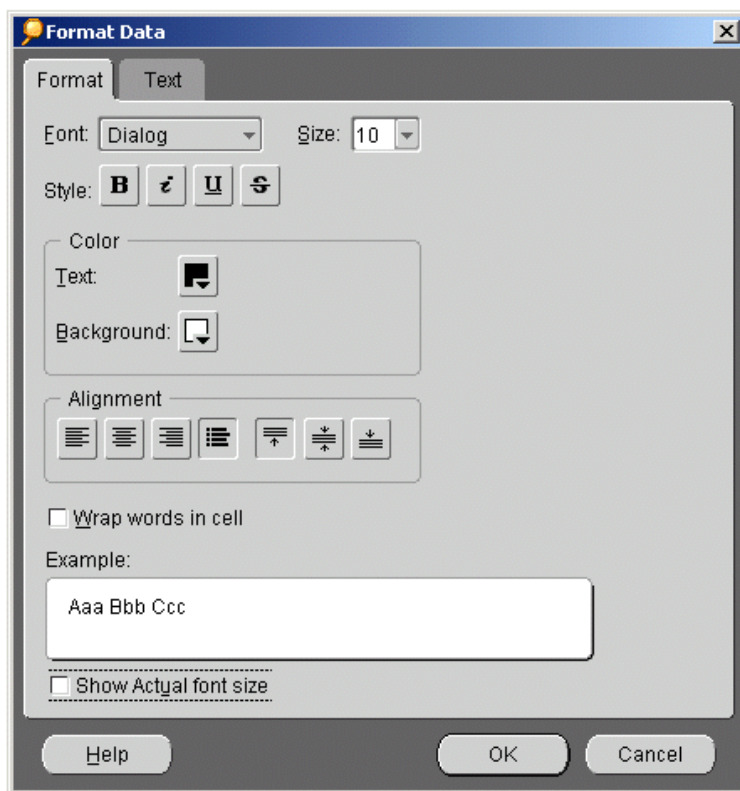 Format Data
Format Text
Font: Dialog Size: 10
Style: B i U S
Color
Text:
Background:
Alignment
Wrap words in cell
Example:
Aaa Bbb Ccc
Show Actual font size
Help OK Cancel